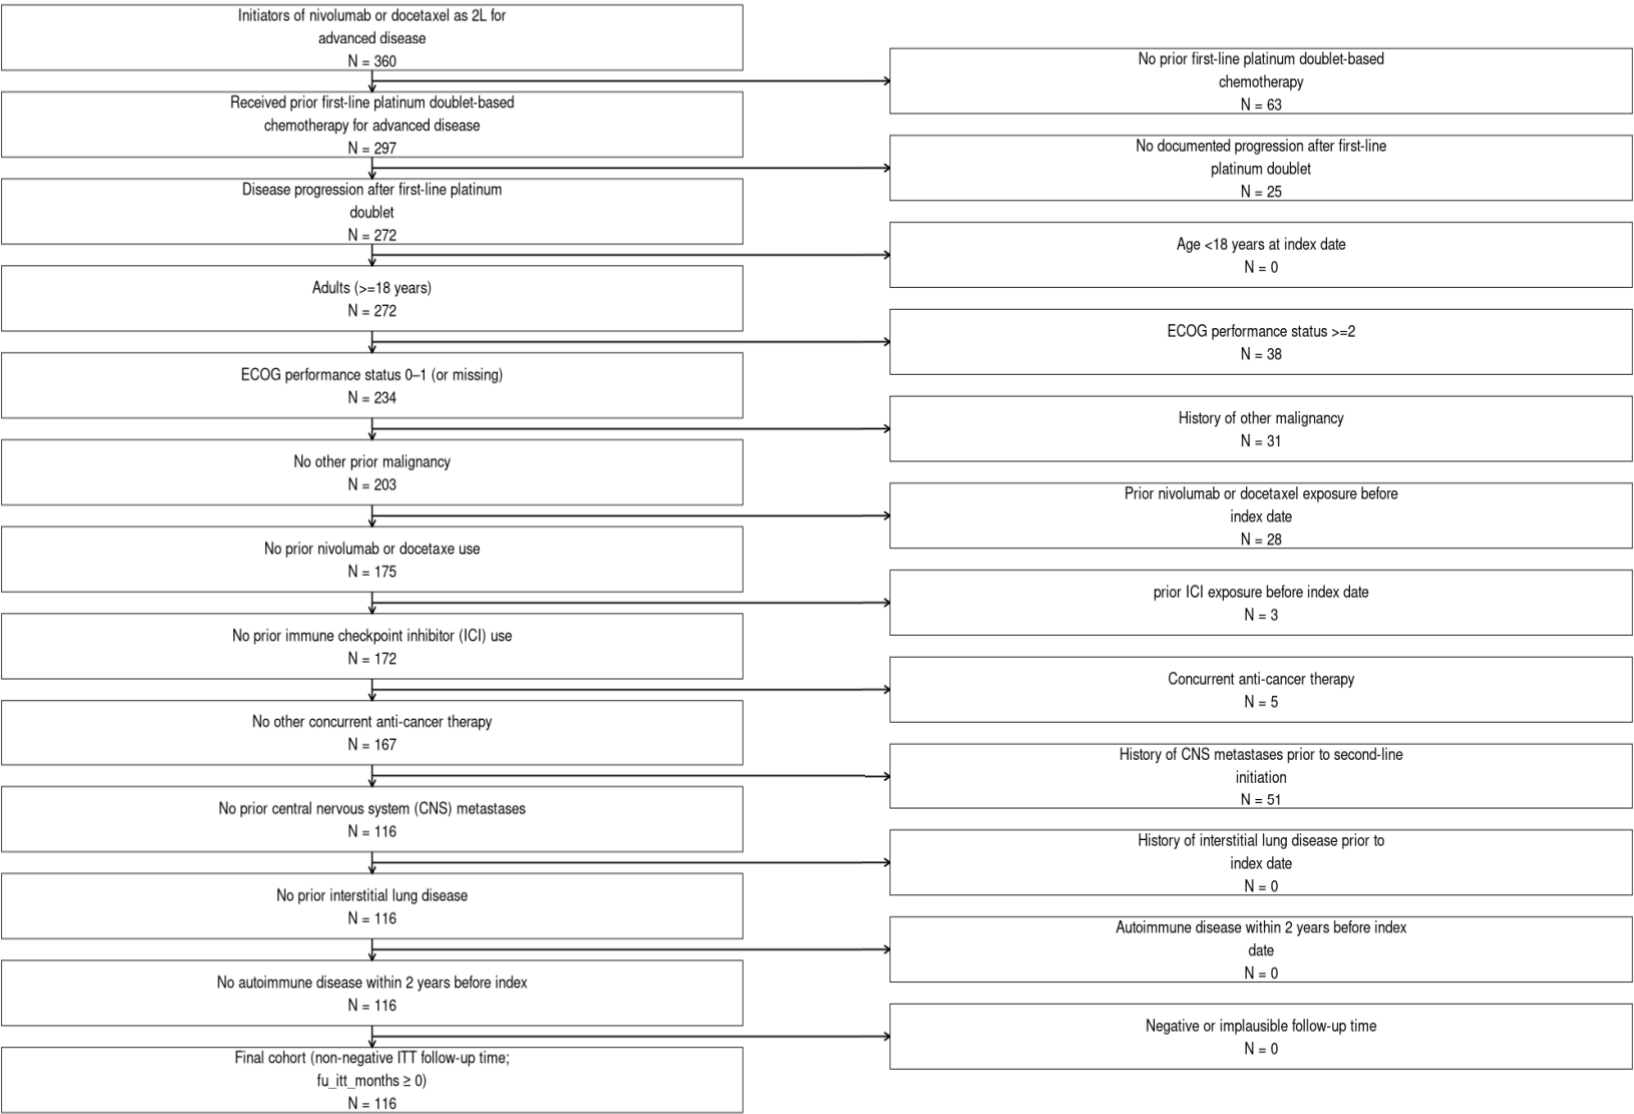 Initiators of nivolumab or docetaxel as 2L for
advanced disease
N = 360
No prior first-line platinum doublet-based
chemotherapy
N = 63
Received prior first-line platinum doublet-based
chemotherapy for advanced disease
N = 297
No documented progression after first-line
platinum doublet
N = 25
Disease progression after first-line platinum
doublet
N = 272
Age <18 years at index date
N = 0
Adults (>=18 years)
N = 272
ECOG performance status >=2
N = 38
ECOG performance status 0–1 (or missing)
N = 234
History of other malignancy
N = 31
No other prior malignancy
N = 203
Prior nivolumab or docetaxel exposure before
index date
N = 28
No prior nivolumab or docetaxe use
N = 175
prior ICI exposure before index date
N = 3
No prior immune checkpoint inhibitor (ICI) use
N = 172
Concurrent anti-cancer therapy
N = 5
No other concurrent anti-cancer therapy
N = 167
History of CNS metastases prior to second-line
initiation
N = 51
No prior central nervous system (CNS) metastases
N = 116
History of interstitial lung disease prior to
index date
N = 0
No prior interstitial lung disease
N = 116
Autoimmune disease within 2 years before index
date
N = 0
No autoimmune disease within 2 years before index
N = 116
Negative or implausible follow-up time
N = 0
Final cohort (non-negative ITT follow-up time;
fu_itt_months ≥ 0)
N = 116